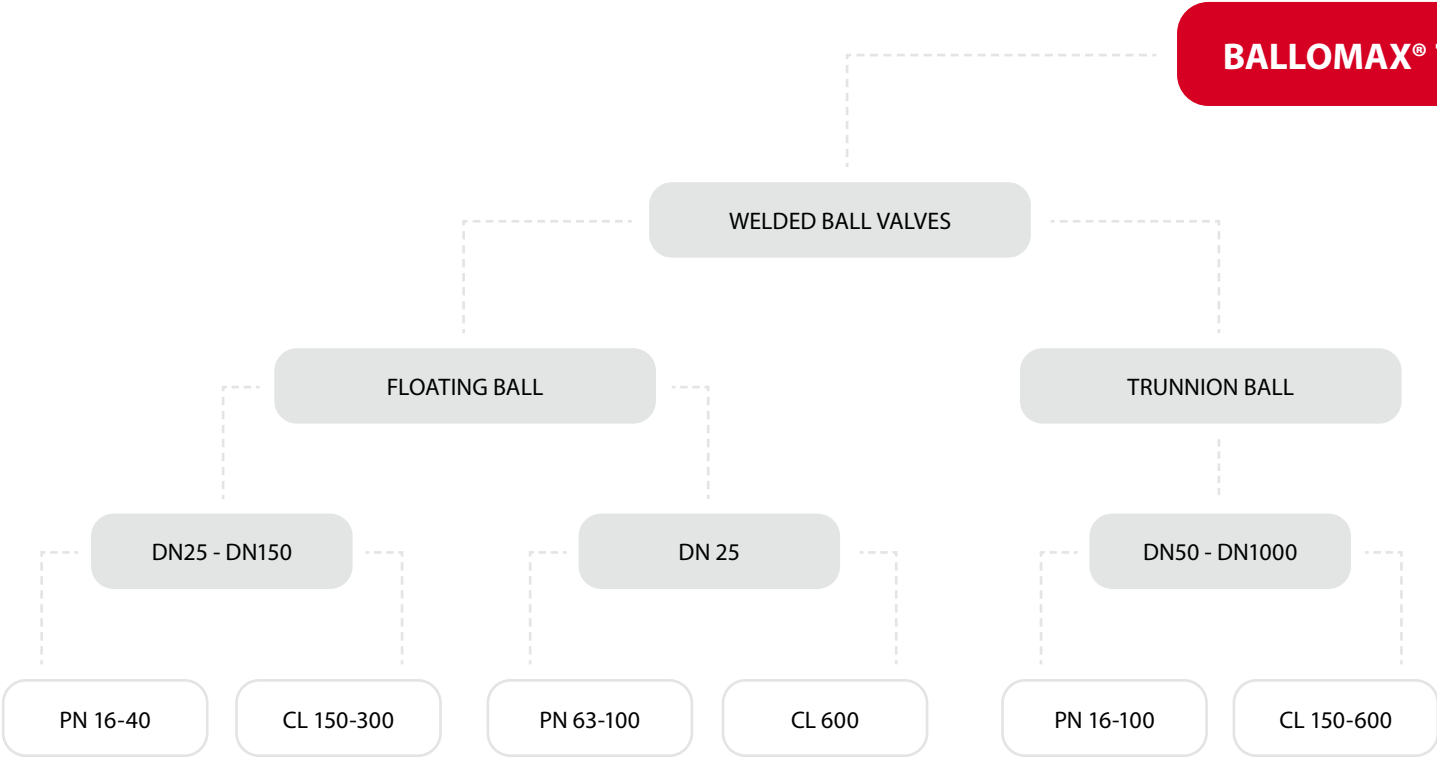 BALLOMAX®
WELDED BALL VALVES
FLOATING BALL
TRUNNION BALL
DN25 - DN150
DN 25
DN50 - DN1000
PN 16-40
CL 150-300
PN 63-100
CL 600
PN 16-100
CL 150-600